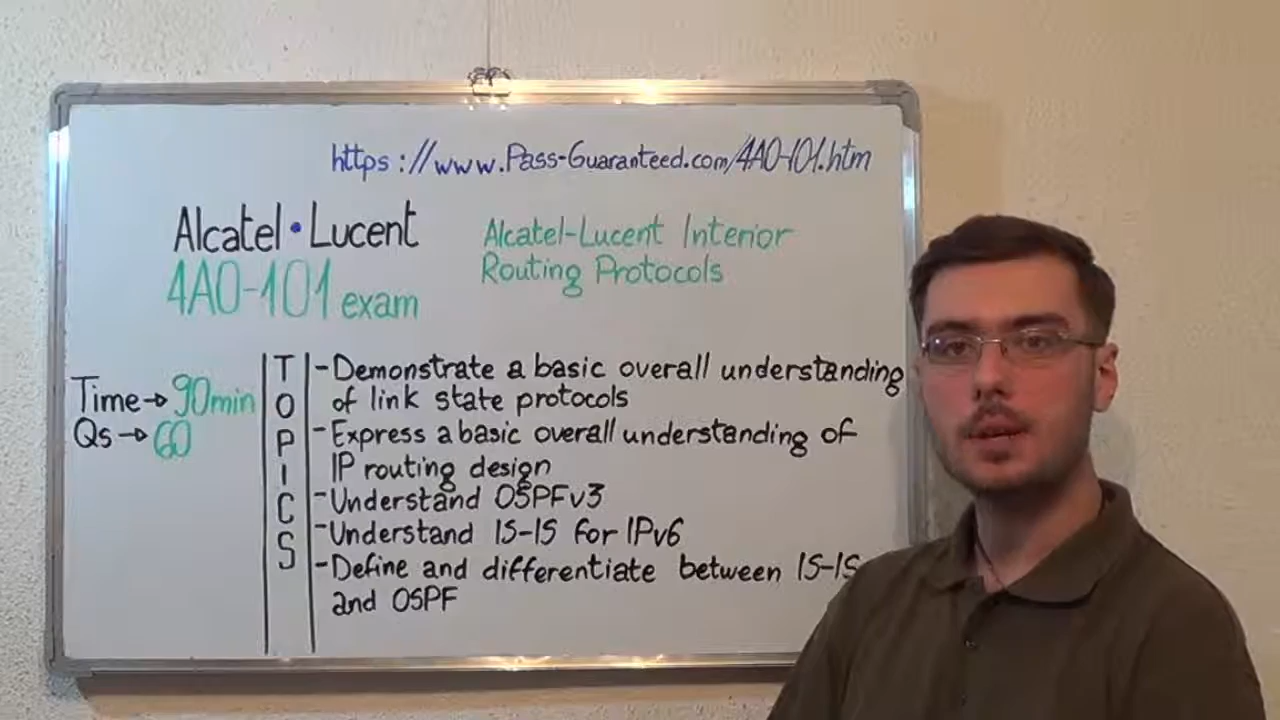 https://www.Pass-Guaranteed.com/4A0-101.htm
Alcatel•Lucent
4A0-101 exam
Alcatel-Lucent Interior
Routing Protocols
Time→90min
Qs→60
TOPICS
-Demonstrate a basic overall understanding
of link state protocols
-Express a basic overall understanding of
IP routing design
-Understand OSPFv3
-Understand IS-IS for IPv6
-Define and differentiate between IS-IS
and OSPF